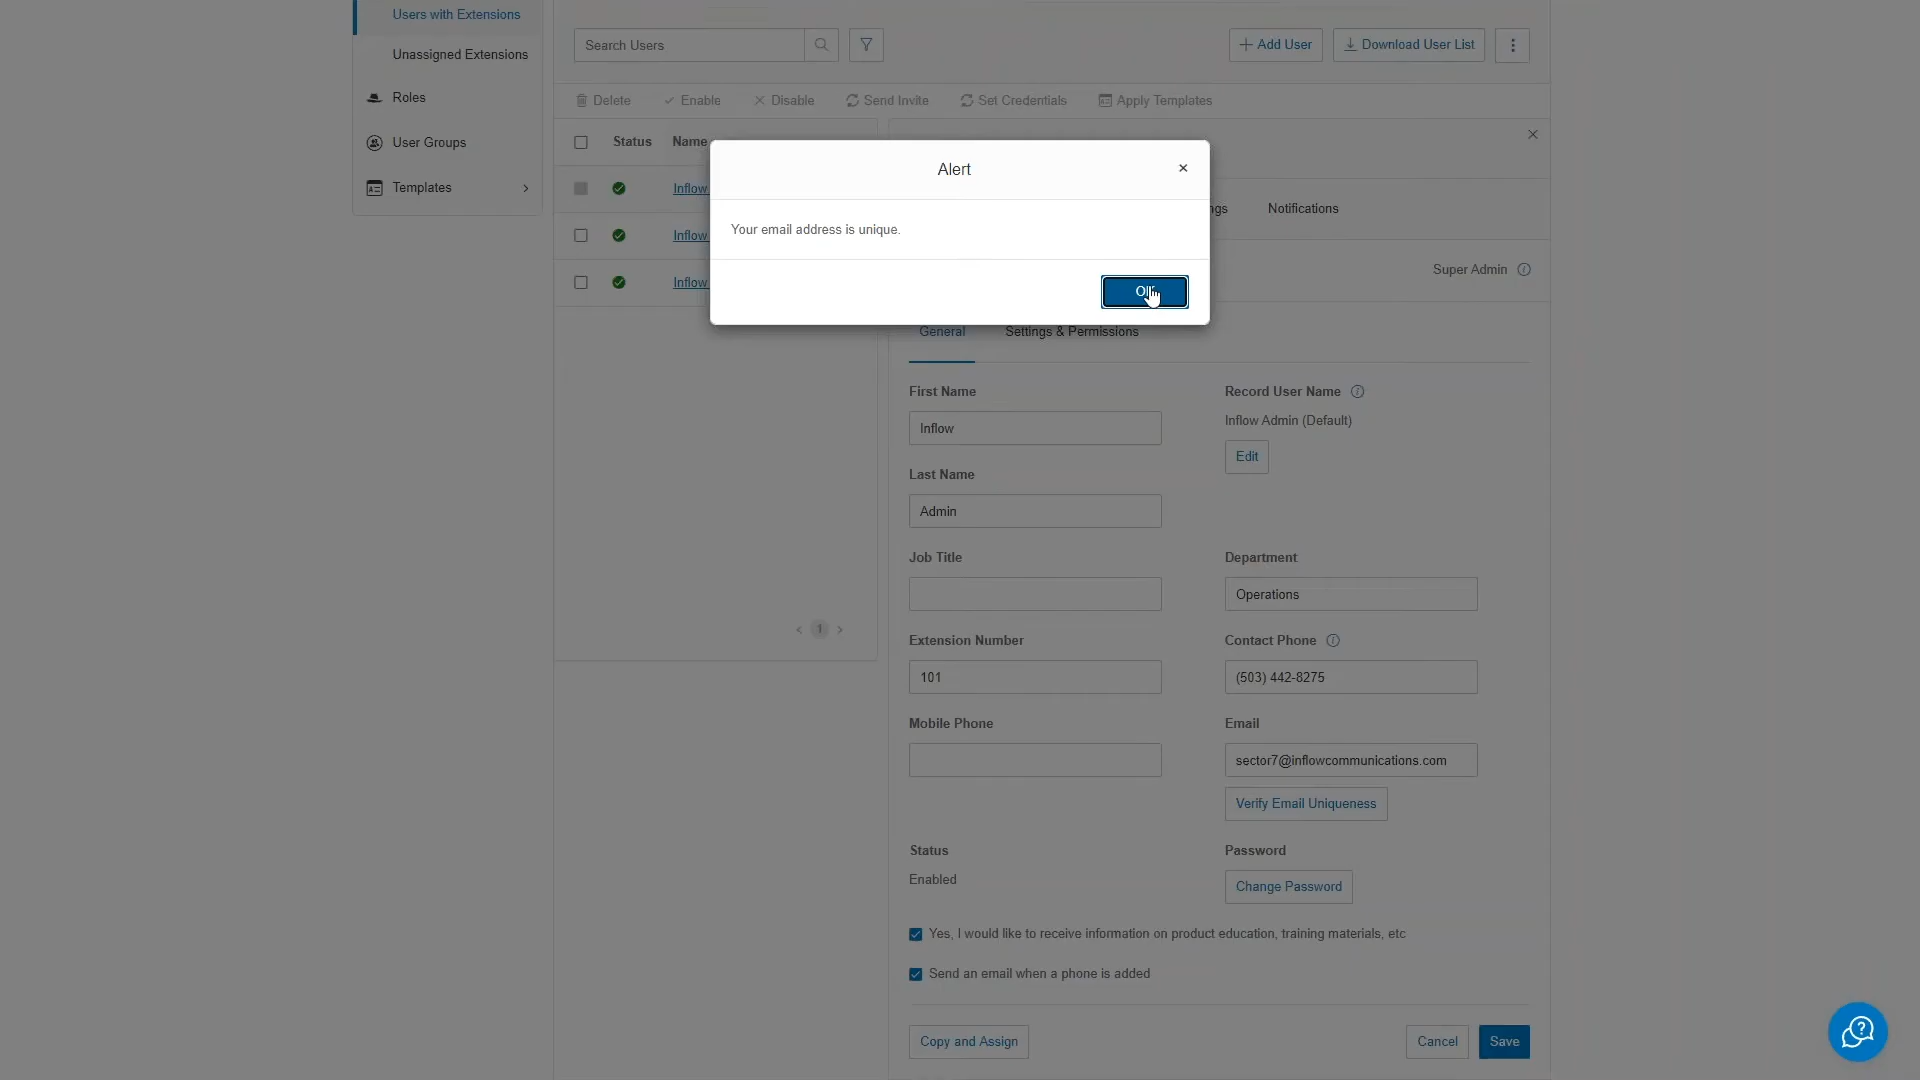 Users with Extensions
Unassigned Extensions
Roles
User Groups
Templates
Search Users
Add User
Download User List
Delete
Enable
Disable
Send Invite
Set Credentials
Apply Templates
Status
Name
Inflow
Inflow
Inflow
1
Alert
Your email address is unique.
OK
ngs
Notifications
Super Admin
General
Settings & Permissions
First Name
Record User Name
Inflow
Inflow Admin (Default)
Edit
Last Name
Admin
Job Title
Department
Operations
Extension Number
Contact Phone
101
(503) 442-8275
Mobile Phone
Email
sector7@inflowcommunications.com
Verify Email Uniqueness
Status
Password
Enabled
Change Password
Yes, I would like to receive information on product education, training materials, etc
Send an email when a phone is added
Copy and Assign
Cancel
Save